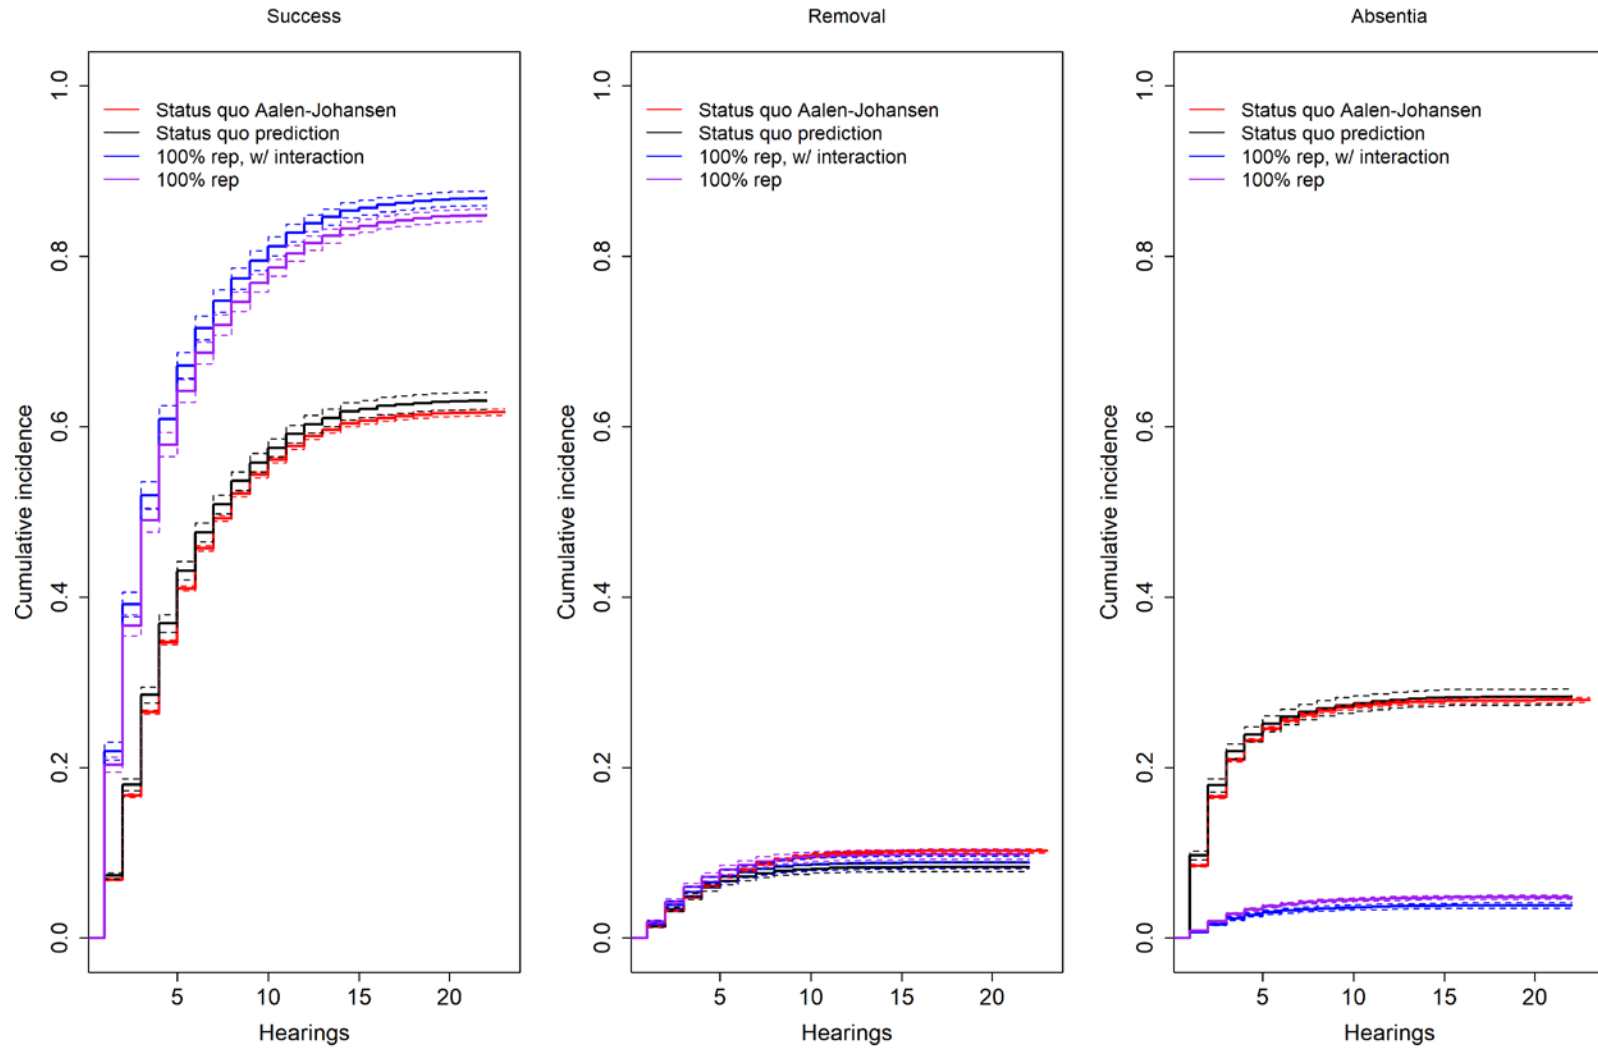 Success
1.0
0.8
0.6
0.4
0.2
0.0
Cumulative incidence
Status quo Aalen-Johansen
Status quo prediction
100% rep, w/ interaction
100% rep
5 10 15 20
Hearings
Removal
1.0
0.8
0.6
0.4
0.2
0.0
Cumulative incidence
Status quo Aalen-Johansen
Status quo prediction
100% rep, w/ interaction
100% rep
5 10 15 20
Hearings
Absentia
1.0
0.8
0.6
0.4
0.2
0.0
Cumulative incidence
Status quo Aalen-Johansen
Status quo prediction
100% rep, w/ interaction
100% rep
5 10 15 20
Hearings